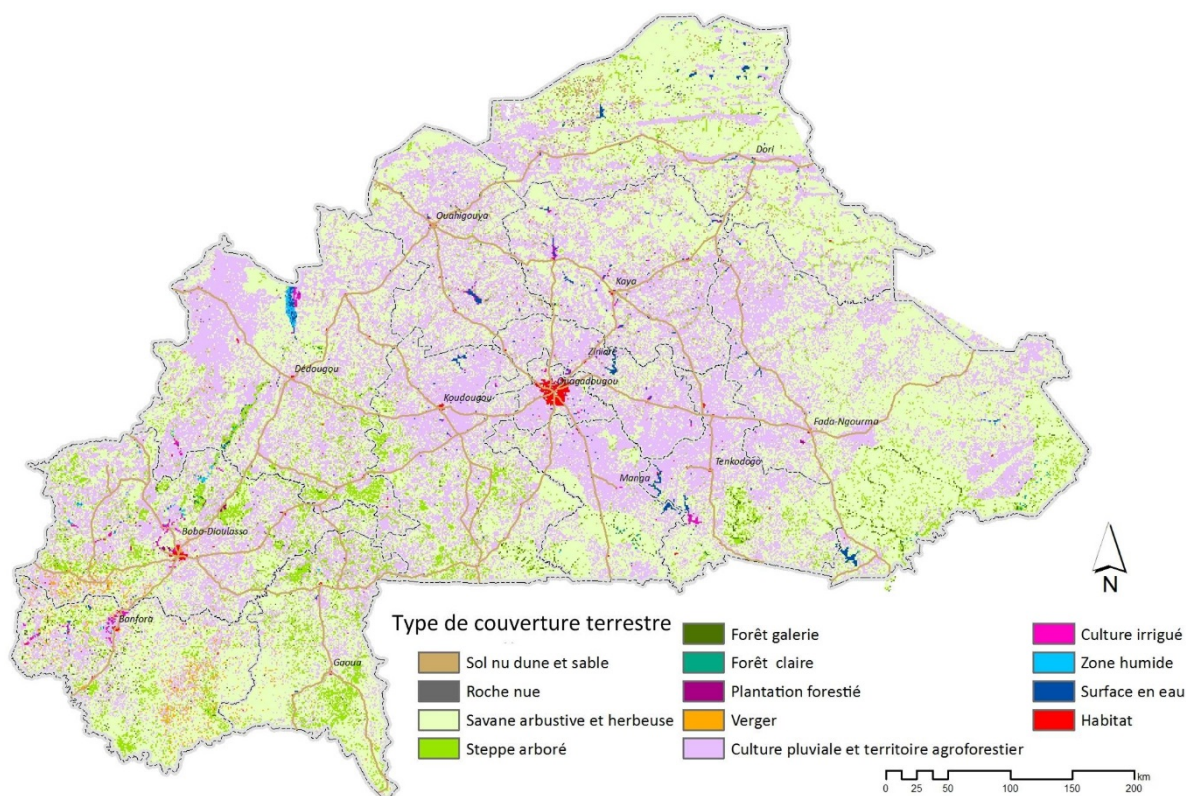 Dori
Ouahigouya
Kaya
Ziniaré
Dédougou
Ouagadougou
Koudougou
Fada-Ngourma
Tenkodogo
Manga
Bobo-Dioulasso
Banfora
Gaoua
N
Type de couverture terrestre
Sol nu dune et sable
Roche nue
Savane arbustive et herbeuse
Steppe arboré
Forêt galerie
Forêt claire
Plantation forestié
Verger
Culture pluviale et territoire agroforestier
Culture irrigué
Zone humide
Surface en eau
Habitat
0 25 50 100 150 200 km